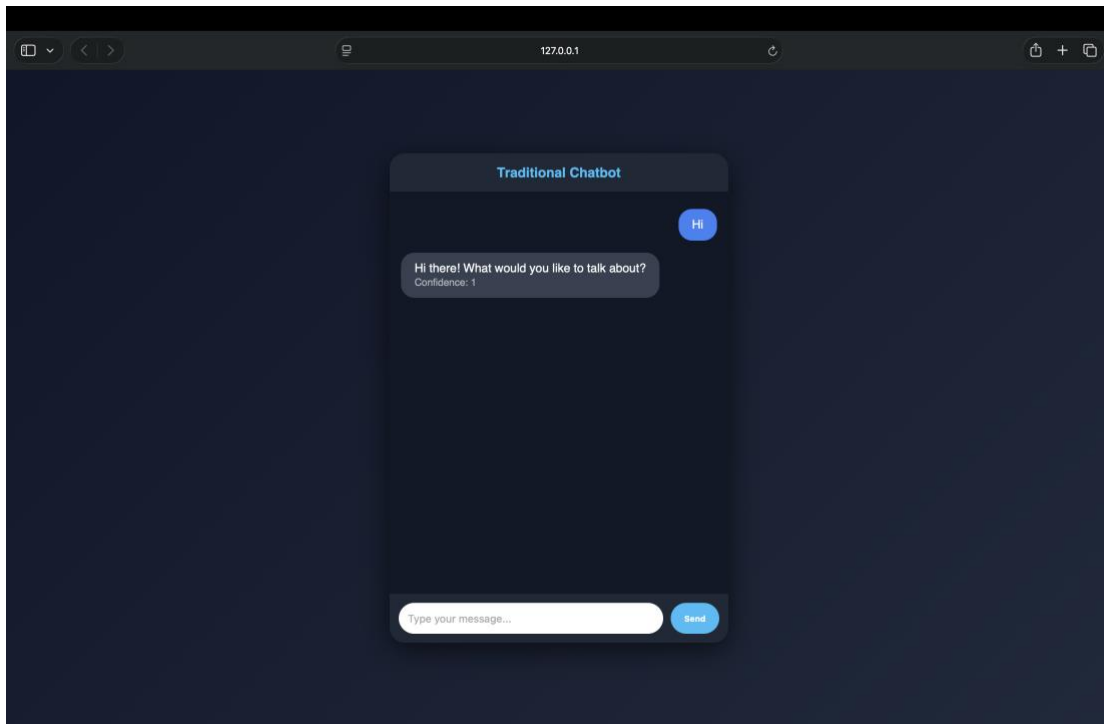 127.0.0.1
Traditional Chatbot
Hi
Hi there! What would you like to talk about?
Confidence: 1
Type your message...
Send